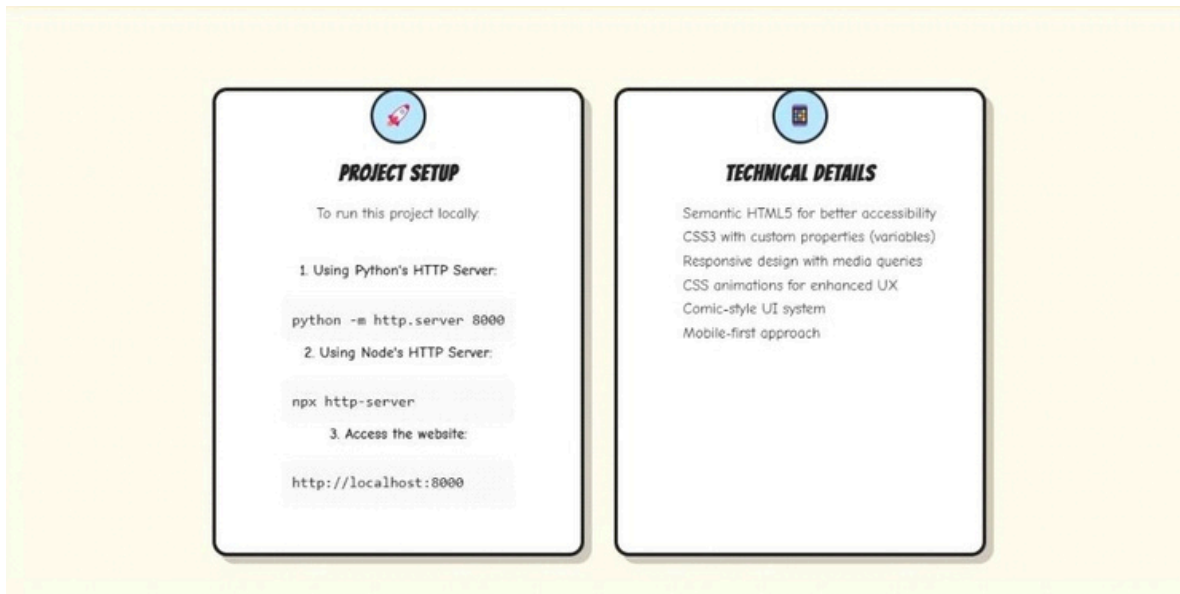 PROJECT SETUP
To run this project locally:
1. Using Python's HTTP Server:
python -m http.server 8000
2. Using Node's HTTP Server:
npx http-server
3. Access the website:
http://localhost:8000
TECHNICAL DETAILS
Semantic HTML5 for better accessibility
CSS3 with custom properties (variables)
Responsive design with media queries
CSS animations for enhanced UX
Comic-style UI system
Mobile-first approach